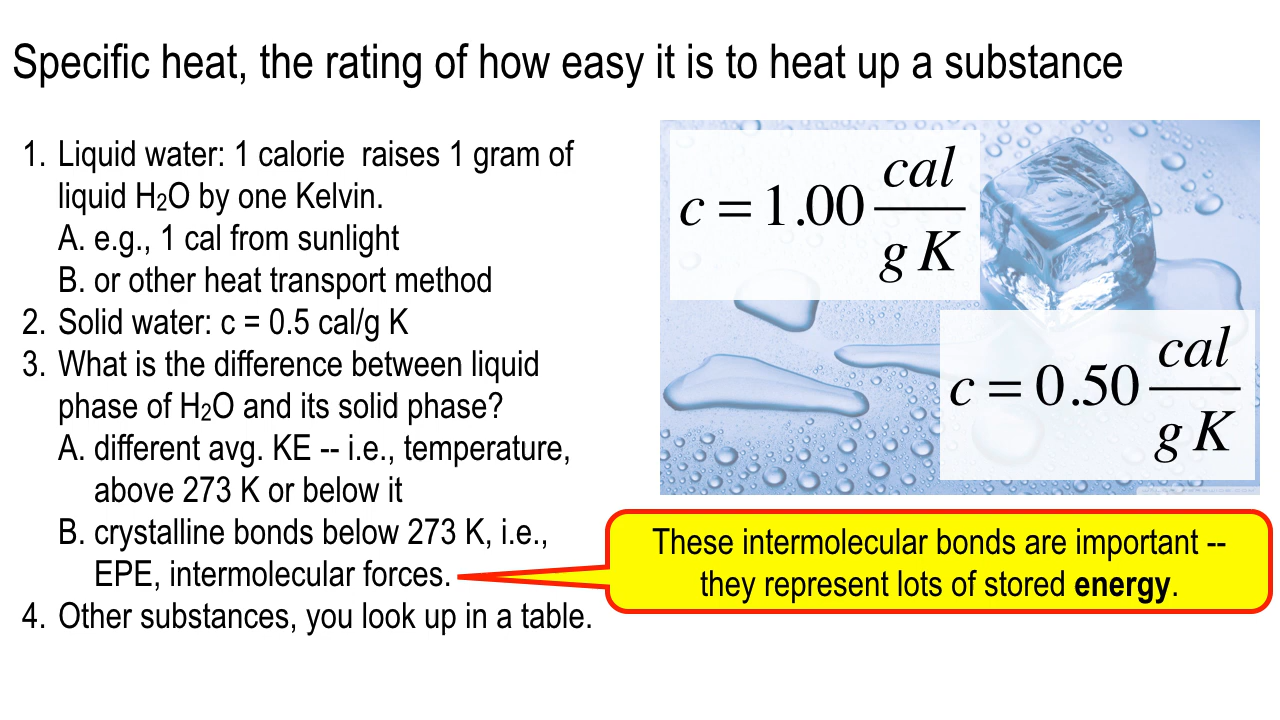 Specific heat, the rating of how easy it is to heat up a substance
1. Liquid water: 1 calorie  raises 1 gram of
liquid H₂O by one Kelvin.
A. e.g., 1 cal from sunlight
B. or other heat transport method
2. Solid water: c = 0.5 cal/g K
3. What is the difference between liquid
phase of H₂O and its solid phase?
A. different avg. KE -- i.e., temperature,
above 273 K or below it
B. crystalline bonds below 273 K, i.e.,
EPE, intermolecular forces.
4. Other substances, you look up in a table.
c = 1.00 cal
g K
c = 0.50 cal
g K
These intermolecular bonds are important --
they represent lots of stored energy.